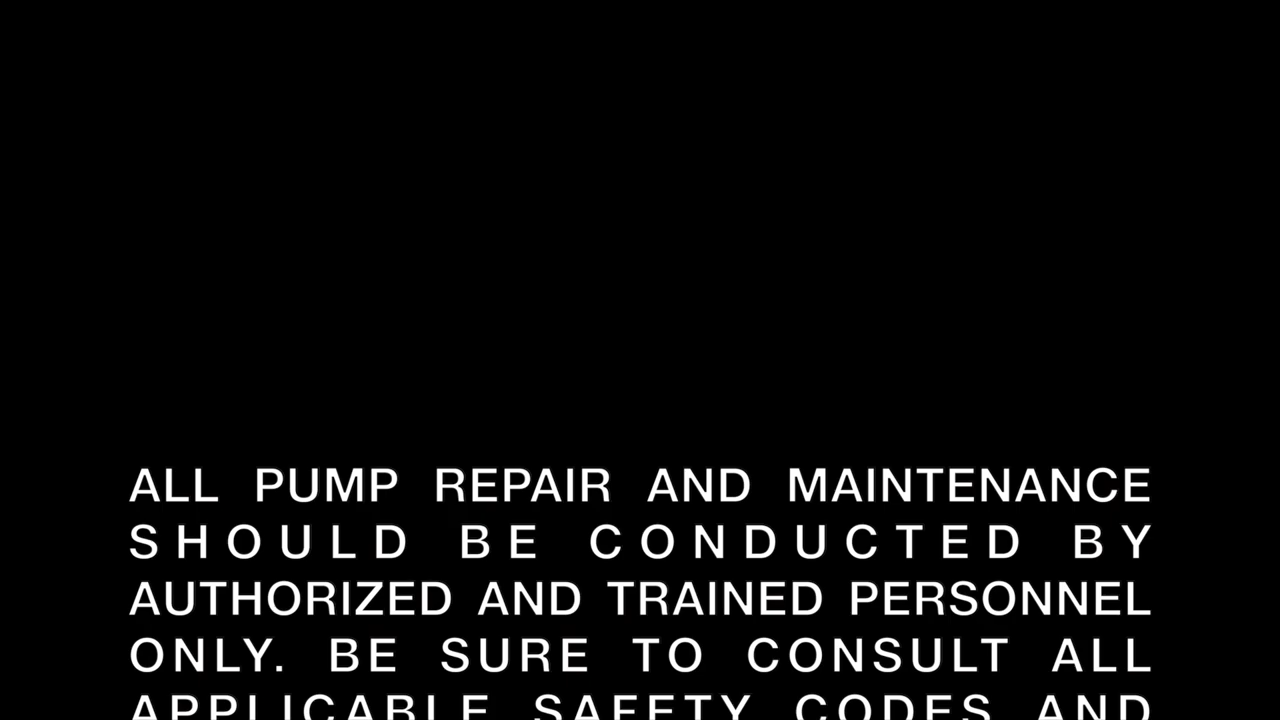 ALL PUMP REPAIR AND MAINTENANCE
SHOULD BE CONDUCTED BY
AUTHORIZED AND TRAINED PERSONNEL
ONLY. BE SURE TO CONSULT ALL
APPLICABLE SAFETY CODES AND